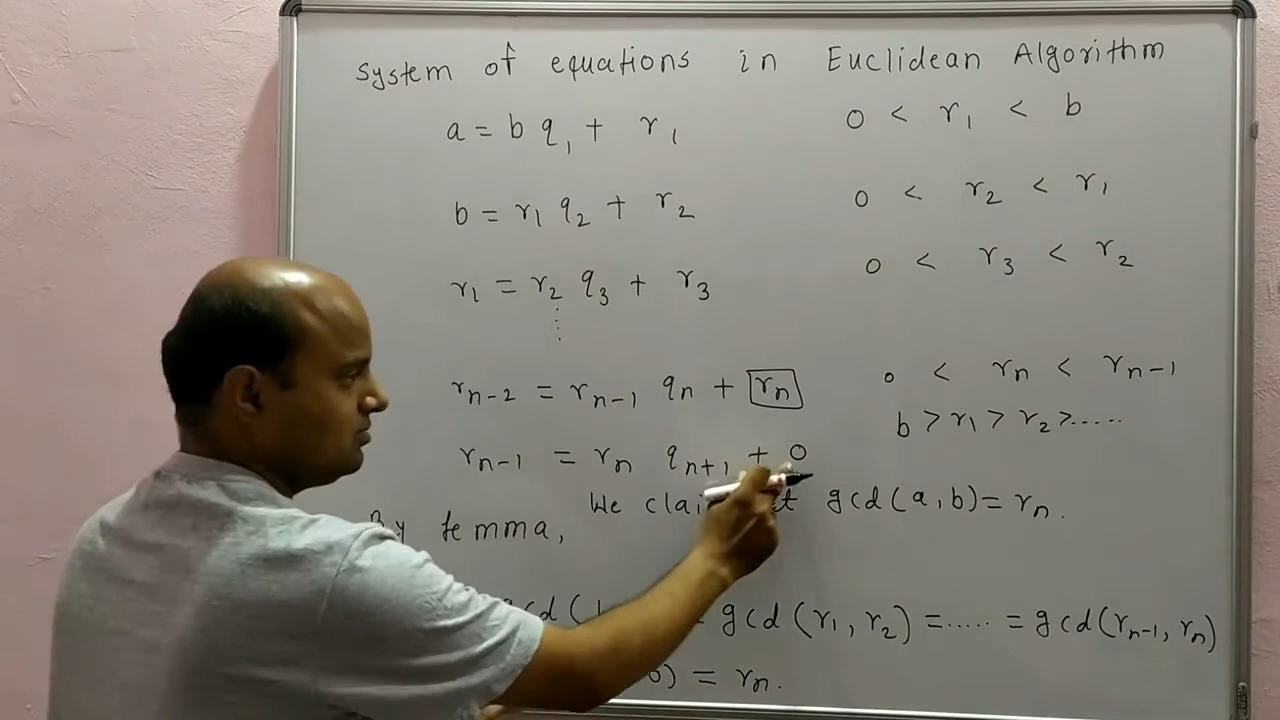 System of equations in Euclidean Algorithm
a = b q₁ + r₁ 0 < r₁ < b
b = r₁ q₂ + r₂ 0 < r₂ < r₁
r₁ = r₂ q₃ + r₃ 0 < r₃ < r₂
⋮
rₙ₋₂ = rₙ₋₁ qₙ + rₙ 0 < rₙ < rₙ₋₁
b > r₁ > r₂ > .....
rₙ₋₁ = rₙ qₙ₊₁ + 0
We gcd(a,b) = rₙ.
By lemma,
gcd(r₁, r₂) = ..... = gcd(rₙ₋₁, rₙ)
) = rₙ.